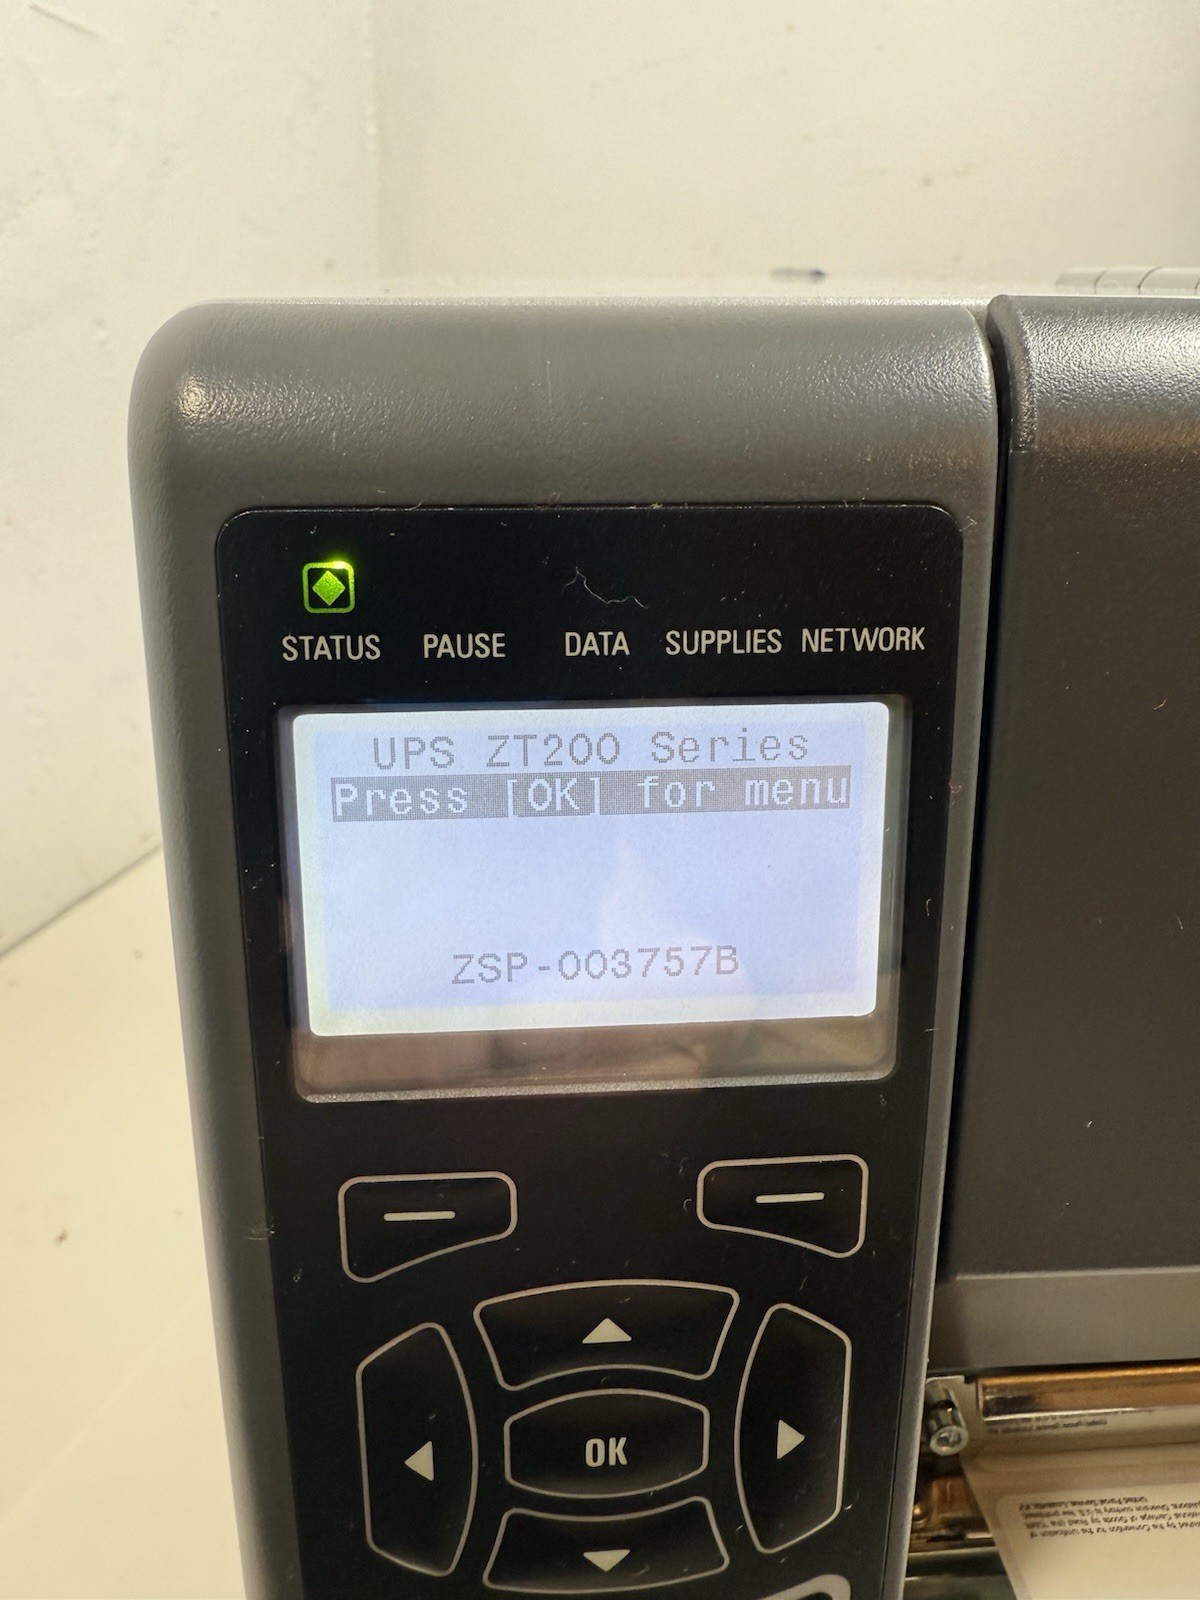 STATUS PAUSE DATA SUPPLIES NETWORK
UPS ZT200 Series
Press [OK] for menu
ZSP-003757B
OK